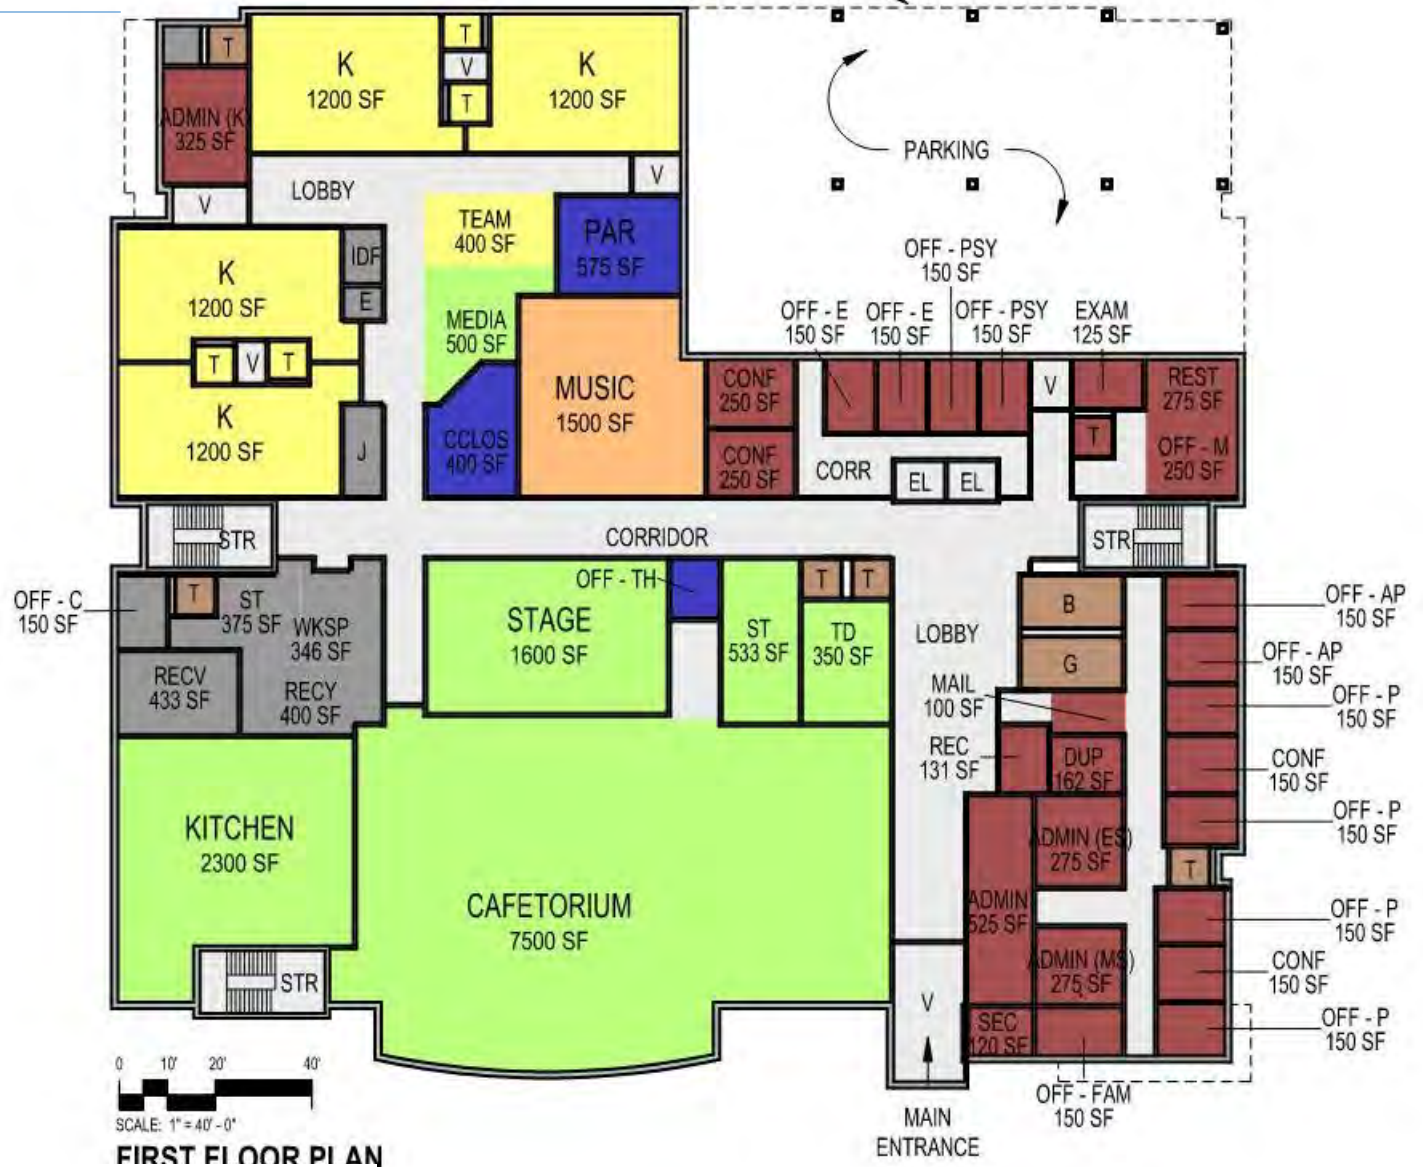 T
K
1200 SF
T
V
T
K
1200 SF
ADMIN (K)
325 SF
PARKING
V
LOBBY
V
TEAM
400 SF
PAR
575 SF
OFF - PSY
150 SF
K
1200 SF
IDF
E
MEDIA
500 SF
OFF - E
150 SF
OFF - E
150 SF
OFF - PSY
150 SF
EXAM
125 SF
T
V
T
MUSIC
1500 SF
CONF
250 SF
V
REST
275 SF
K
1200 SF
J
CCLOS
400 SF
CONF
250 SF
CORR
EL
EL
T
OFF - M
250 SF
STR
CORRIDOR
STR
OFF - C
150 SF
T
ST
375 SF
WKSP
346 SF
RECV
433 SF
RECY
400 SF
STAGE
1600 SF
OFF - TH
ST
533 SF
T
T
TD
350 SF
LOBBY
B
G
OFF - AP
150 SF
OFF - AP
150 SF
OFF - P
150 SF
MAIL
100 SF
REC
131 SF
DUP
162 SF
CONF
150 SF
OFF - P
150 SF
KITCHEN
2300 SF
CAFETORIUM
7500 SF
ADMIN (ES)
275 SF
T
ADMIN
525 SF
OFF - P
150 SF
ADMIN (MS)
275 SF
CONF
150 SF
STR
V
SEC
120 SF
OFF - P
150 SF
OFF - FAM
150 SF
0 10' 20' 40'
SCALE: 1" = 40' - 0"
MAIN
ENTRANCE
FIRST FLOOR PLAN